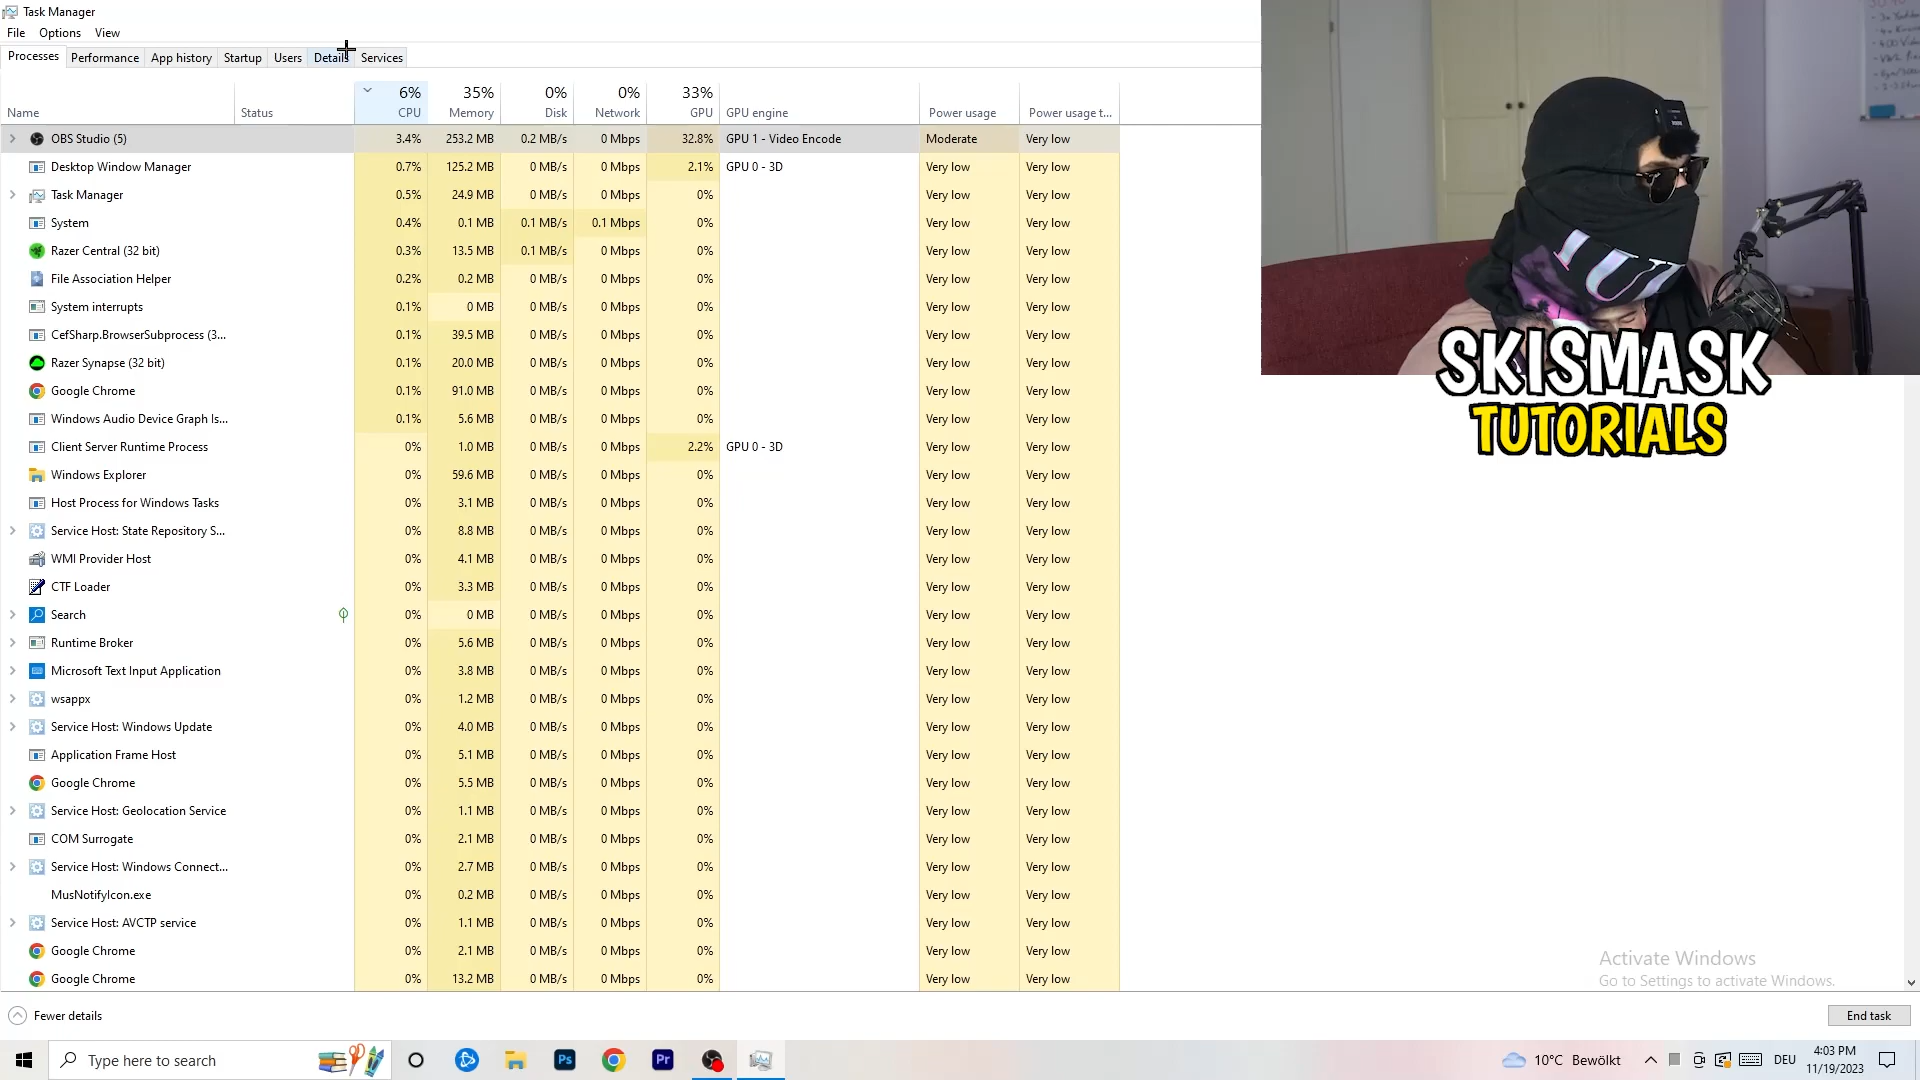 Task Manager
File Options View
Processes Performance App history Startup Users Details Services
6% 35% 0% 0% 33%
Name Status CPU Memory Disk Network GPU GPU engine Power usage Power usage t...
OBS Studio (5) 3.4% 253.2 MB 0.2 MB/s 0 Mbps 32.8% GPU 1 - Video Encode Moderate Very low
Desktop Window Manager 0.7% 125.2 MB 0 MB/s 0 Mbps 2.1% GPU 0 - 3D Very low Very low
Task Manager 0.5% 24.9 MB 0 MB/s 0 Mbps 0% Very low Very low
System 0.4% 0.1 MB 0.1 MB/s 0.1 Mbps 0% Very low Very low
Razer Central (32 bit) 0.3% 13.5 MB 0.1 MB/s 0 Mbps 0% Very low Very low
File Association Helper 0.2% 0.2 MB 0 MB/s 0 Mbps 0% Very low Very low
System interrupts 0.1% 0 MB 0 MB/s 0 Mbps 0% Very low Very low
CefSharp.BrowserSubprocess (3... 0.1% 39.5 MB 0 MB/s 0 Mbps 0% Very low Very low
Razer Synapse (32 bit) 0.1% 20.0 MB 0 MB/s 0 Mbps 0% Very low Very low
Google Chrome 0.1% 91.0 MB 0 MB/s 0 Mbps 0% Very low Very low
Windows Audio Device Graph Is... 0.1% 5.6 MB 0 MB/s 0 Mbps 0% Very low Very low
Client Server Runtime Process 0% 1.0 MB 0 MB/s 0 Mbps 2.2% GPU 0 - 3D Very low Very low
Windows Explorer 0% 59.6 MB 0 MB/s 0 Mbps 0% Very low Very low
Host Process for Windows Tasks 0% 3.1 MB 0 MB/s 0 Mbps 0% Very low Very low
Service Host: State Repository S... 0% 8.8 MB 0 MB/s 0 Mbps 0% Very low Very low
WMI Provider Host 0% 4.1 MB 0 MB/s 0 Mbps 0% Very low Very low
CTF Loader 0% 3.3 MB 0 MB/s 0 Mbps 0% Very low Very low
Search 0% 0 MB 0 MB/s 0 Mbps 0% Very low Very low
Runtime Broker 0% 5.6 MB 0 MB/s 0 Mbps 0% Very low Very low
Microsoft Text Input Application 0% 3.8 MB 0 MB/s 0 Mbps 0% Very low Very low
wsappx 0% 1.2 MB 0 MB/s 0 Mbps 0% Very low Very low
Service Host: Windows Update 0% 4.0 MB 0 MB/s 0 Mbps 0% Very low Very low
Application Frame Host 0% 5.1 MB 0 MB/s 0 Mbps 0% Very low Very low
Google Chrome 0% 5.5 MB 0 MB/s 0 Mbps 0% Very low Very low
Service Host: Geolocation Service 0% 1.1 MB 0 MB/s 0 Mbps 0% Very low Very low
COM Surrogate 0% 2.1 MB 0 MB/s 0 Mbps 0% Very low Very low
Service Host: Windows Connect... 0% 2.7 MB 0 MB/s 0 Mbps 0% Very low Very low
MusNotifyIcon.exe 0% 0.2 MB 0 MB/s 0 Mbps 0% Very low Very low
Service Host: AVCTP service 0% 1.1 MB 0 MB/s 0 Mbps 0% Very low Very low
Google Chrome 0% 2.1 MB 0 MB/s 0 Mbps 0% Very low Very low
Google Chrome 0% 13.2 MB 0 MB/s 0 Mbps 0% Very low Very low
SKISMASK
TUTORIALS
Activate Windows
Go to Settings to activate Windows.
Fewer details End task
Type here to search Ps Pr 10°C Bewölkt DEU 4:03 PM
11/19/2023